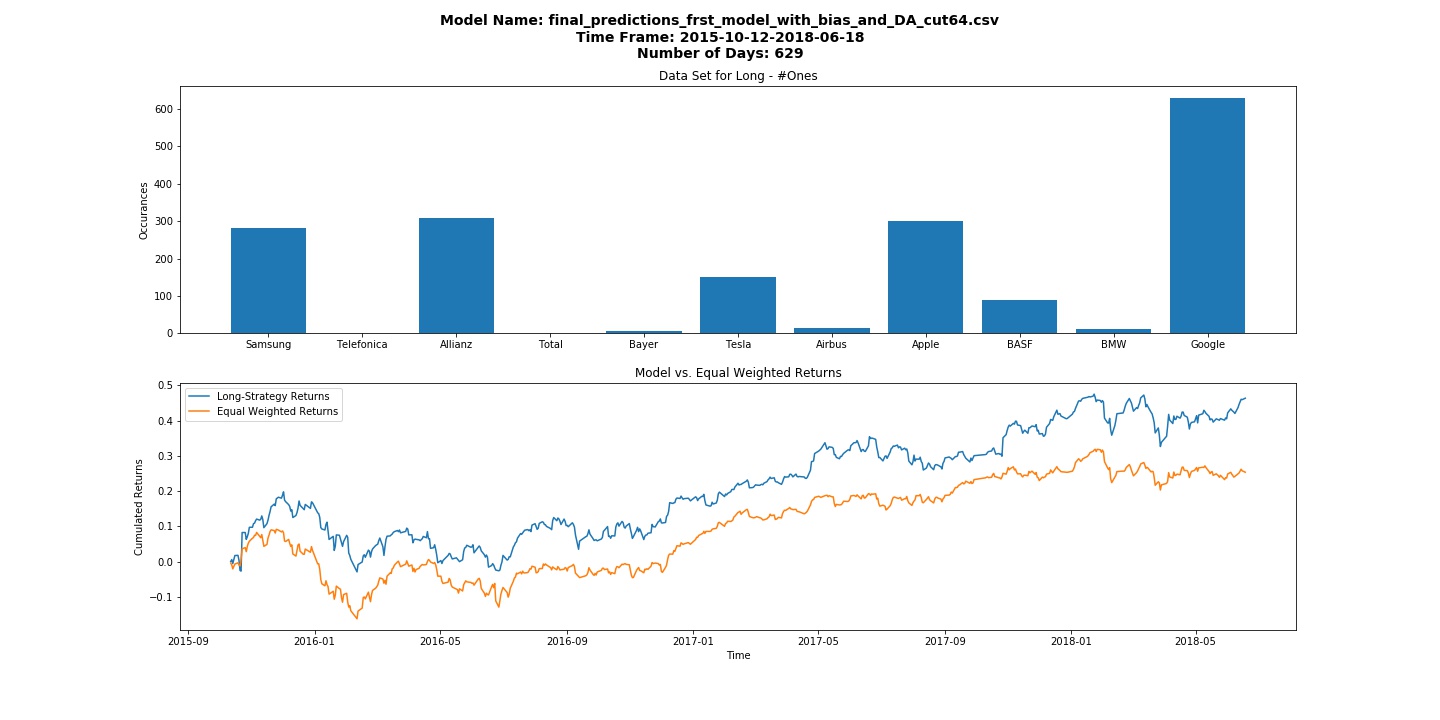 Model Name: final_predictions_frst_model_with_bias_and_DA_cut64.csv
Time Frame: 2015-10-12-2018-06-18
Number of Days: 629
Data Set for Long - #Ones
600
500
400
300
200
100
0
Occurances
Samsung Telefonica Allianz Total Bayer Tesla Airbus Apple BASF BMW Google
Model vs. Equal Weighted Returns
Long-Strategy Returns
Equal Weighted Returns
0.5
0.4
0.3
0.2
0.1
0.0
−0.1
Cumulated Returns
2015-09 2016-01 2016-05 2016-09 2017-01 2017-05 2017-09 2018-01 2018-05
Time